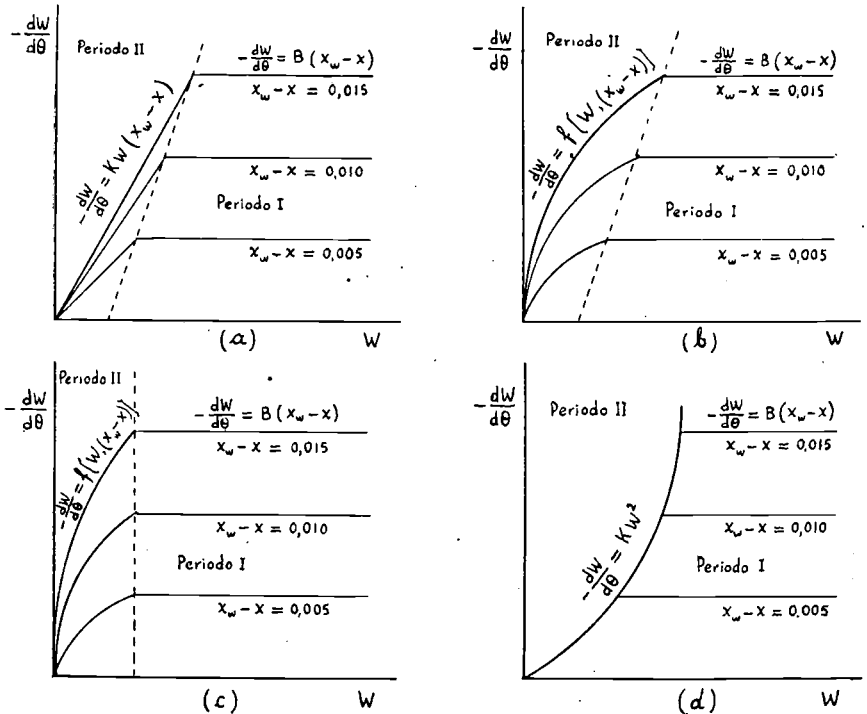 Periodo II
-dW/dθ
-dW/dθ = B (x_w - x)
x_w - x = 0,015
-dW/dθ = KW (x_w - x)
x_w - x = 0,010
Periodo I
x_w - x = 0,005
(a)
W
Periodo II
-dW/dθ
-dW/dθ = B (x_w - x)
x_w - x = 0,015
-dW/dθ = f[W,(x_w - x)]
x_w - x = 0,010
Periodo I
x_w - x = 0,005
(b)
W
Periodo II
-dW/dθ
-dW/dθ = B (x_w - x)
x_w - x = 0,015
-dW/dθ = f[W,(x_w - x)]
x_w - x = 0,010
Periodo I
x_w - x = 0,005
(c)
W
Periodo II
-dW/dθ
-dW/dθ = B (x_w - x)
x_w - x = 0,015
-dW/dθ = KW²
x_w - x = 0,010
Periodo I
x_w - x = 0.005
(d)
W